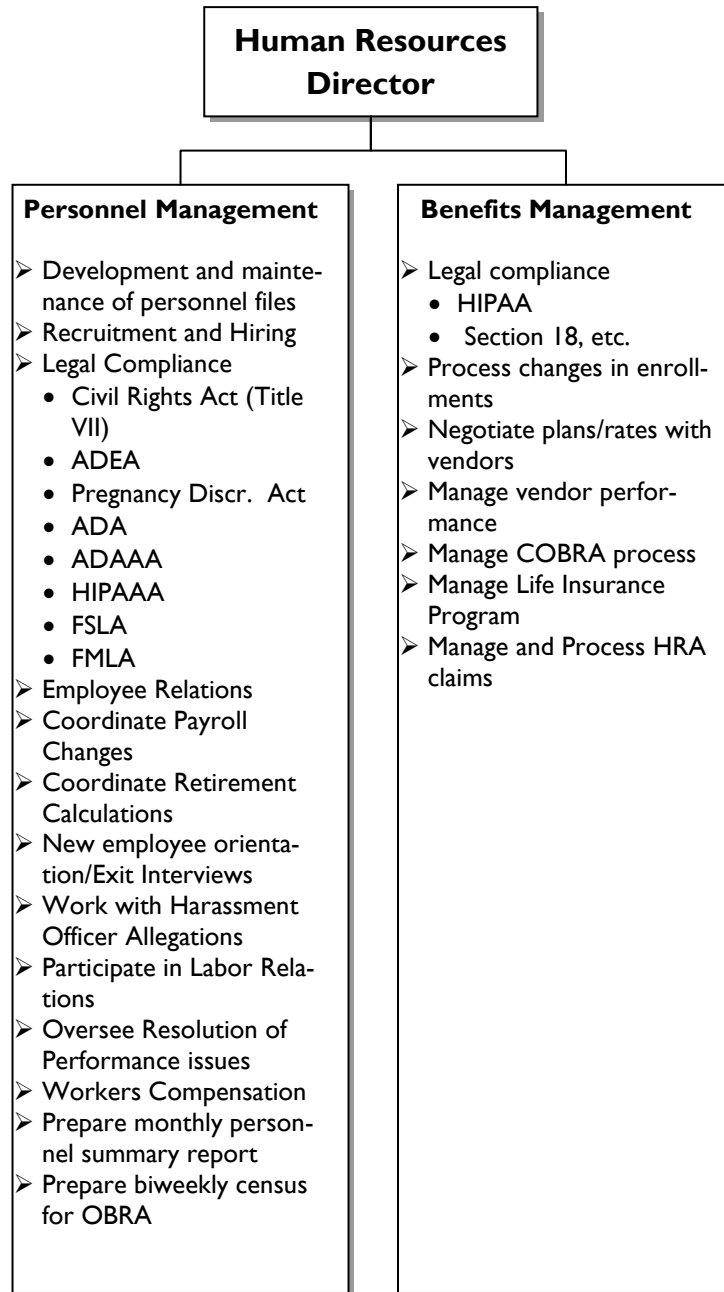 Human Resources
Director
Personnel Management
➢ Development and mainte-
nance of personnel files
➢ Recruitment and Hiring
➢ Legal Compliance
• Civil Rights Act (Title
VII)
• ADEA
• Pregnancy Discr. Act
• ADA
• ADAAA
• HIPAAA
• FSLA
• FMLA
➢ Employee Relations
➢ Coordinate Payroll
Changes
➢ Coordinate Retirement
Calculations
➢ New employee orienta-
tion/Exit Interviews
➢ Work with Harassment
Officer Allegations
➢ Participate in Labor Rela-
tions
➢ Oversee Resolution of
Performance issues
➢ Workers Compensation
➢ Prepare monthly person-
nel summary report
➢ Prepare biweekly census
for OBRA
Benefits Management
➢ Legal compliance
• HIPAA
• Section 18, etc.
➢ Process changes in enroll-
ments
➢ Negotiate plans/rates with
vendors
➢ Manage vendor perfor-
mance
➢ Manage COBRA process
➢ Manage Life Insurance
Program
➢ Manage and Process HRA
claims